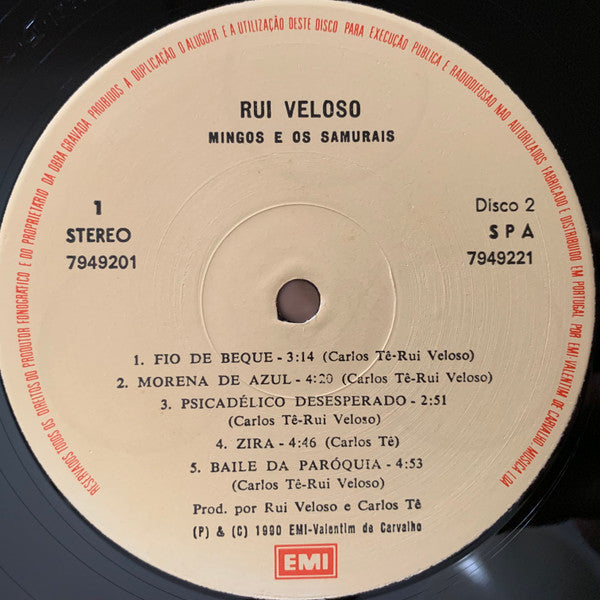 RESERVADOS TODOS OS DIREITOS DO PRODUTOR FONOGRÁFICO E DO PROPRIETÁRIO DA OBRA GRAVADA PROIBIDOS A DUPLICAÇÃO O ALUGUER E A UTILIZAÇÃO DESTE DISCO PARA EXECUÇÃO PUBLICA E RADIODIFUSÃO NÃO AUTORIZADOS FABRICADO E DISTRIBUIDO EM PORTUGAL POR EMI-VALENTIM DE CARVALHO, MÚSICA LDA
RUI VELOSO
MINGOS E OS SAMURAIS
1 Disco 2
STEREO SPA
7949201 7949221
1. FIO DE BEQUE - 3:14 (Carlos Tê-Rui Veloso)
2. MORENA DE AZUL - 4:20 (Carlos Tê-Rui Veloso)
3. PSICADÉLICO DESESPERADO - 2:51
(Carlos Tê-Rui Veloso)
4. ZIRA - 4:46 (Carlos Tê)
5. BAILE DA PARÓQUIA - 4:53
(Carlos Tê-Rui Veloso)
Prod. por Rui Veloso e Carlos Tê
(P) & (C) 1990 EMI-Valentim de Carvalho
EMI